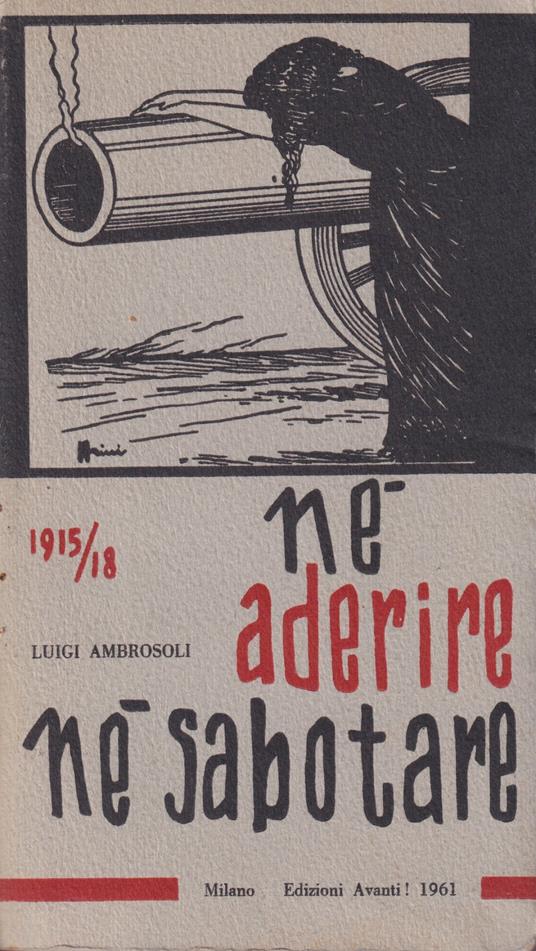 né
1915/18
aderire
LUIGI AMBROSOLI
né sabotare
Milano Edizioni Avanti! 1961